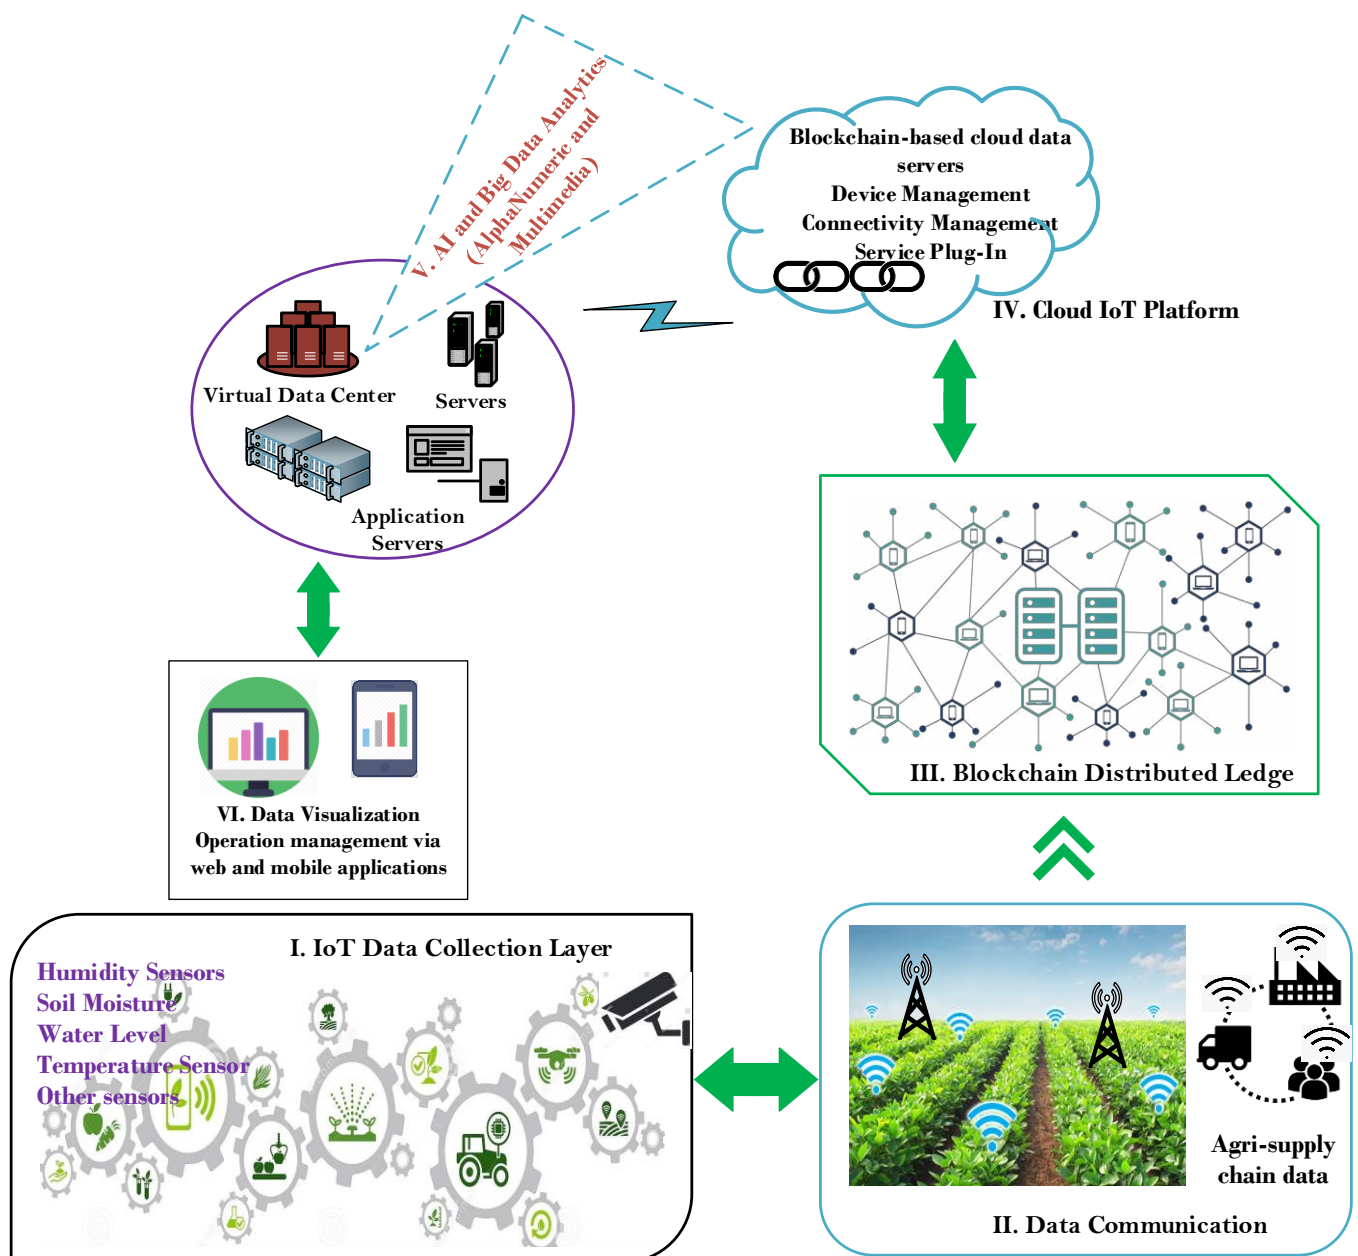 V. AI and Big Data Analytics
(AlphaNumeric and
Multimedia)
Blockchain-based cloud data
servers
Device Management
Connectivity Management
Service Plug-In
IV. Cloud IoT Platform
Virtual Data Center
Servers
Application
Servers
III. Blockchain Distributed Ledge
VI. Data Visualization
Operation management via
web and mobile applications
I. IoT Data Collection Layer
Humidity Sensors
Soil Moisture
Water Level
Temperature Sensor
Other sensors
Agri-supply
chain data
II. Data Communication